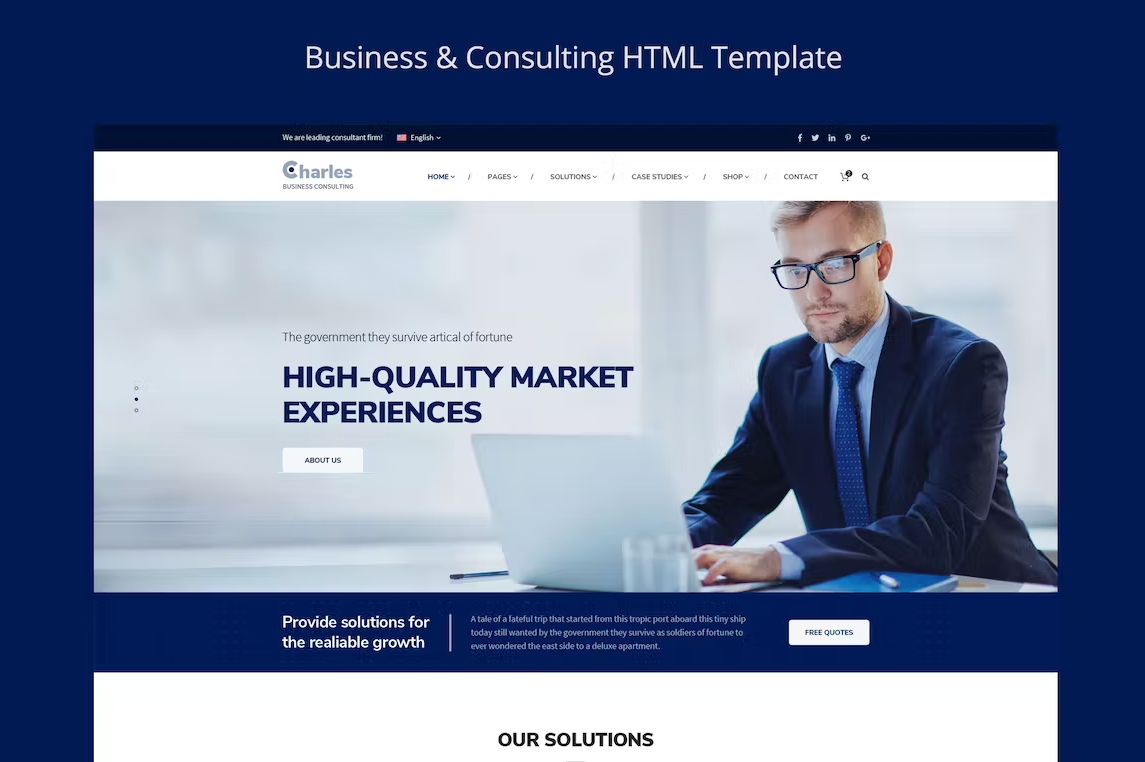 Business & Consulting HTML Template
We are leading consultant firm! English
Charles
BUSINESS CONSULTING
HOME / PAGES / SOLUTIONS / CASE STUDIES / SHOP / CONTACT 2
The government they survive artical of fortune
HIGH-QUALITY MARKET
EXPERIENCES
ABOUT US
Provide solutions for
the realiable growth
A tale of a fateful trip that started from this tropic port aboard this tiny ship
today still wanted by the government they survive as soldiers of fortune to
ever wondered the east side to a deluxe apartment.
FREE QUOTES
OUR SOLUTIONS